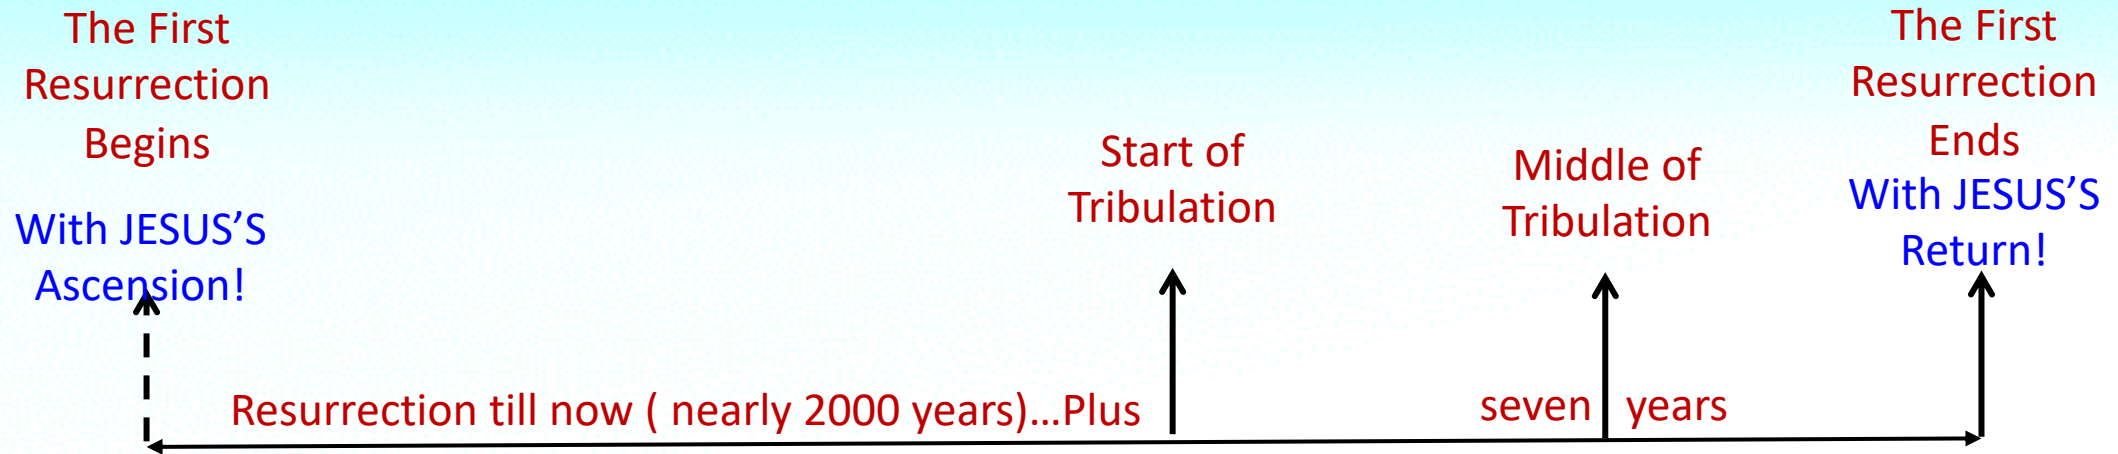 The First
Resurrection
Begins
With JESUS’S
Ascension!
Start of
Tribulation
Middle of
Tribulation
The First
Resurrection
Ends
With JESUS’S
Return!
Resurrection till now ( nearly 2000 years)...Plus
seven years